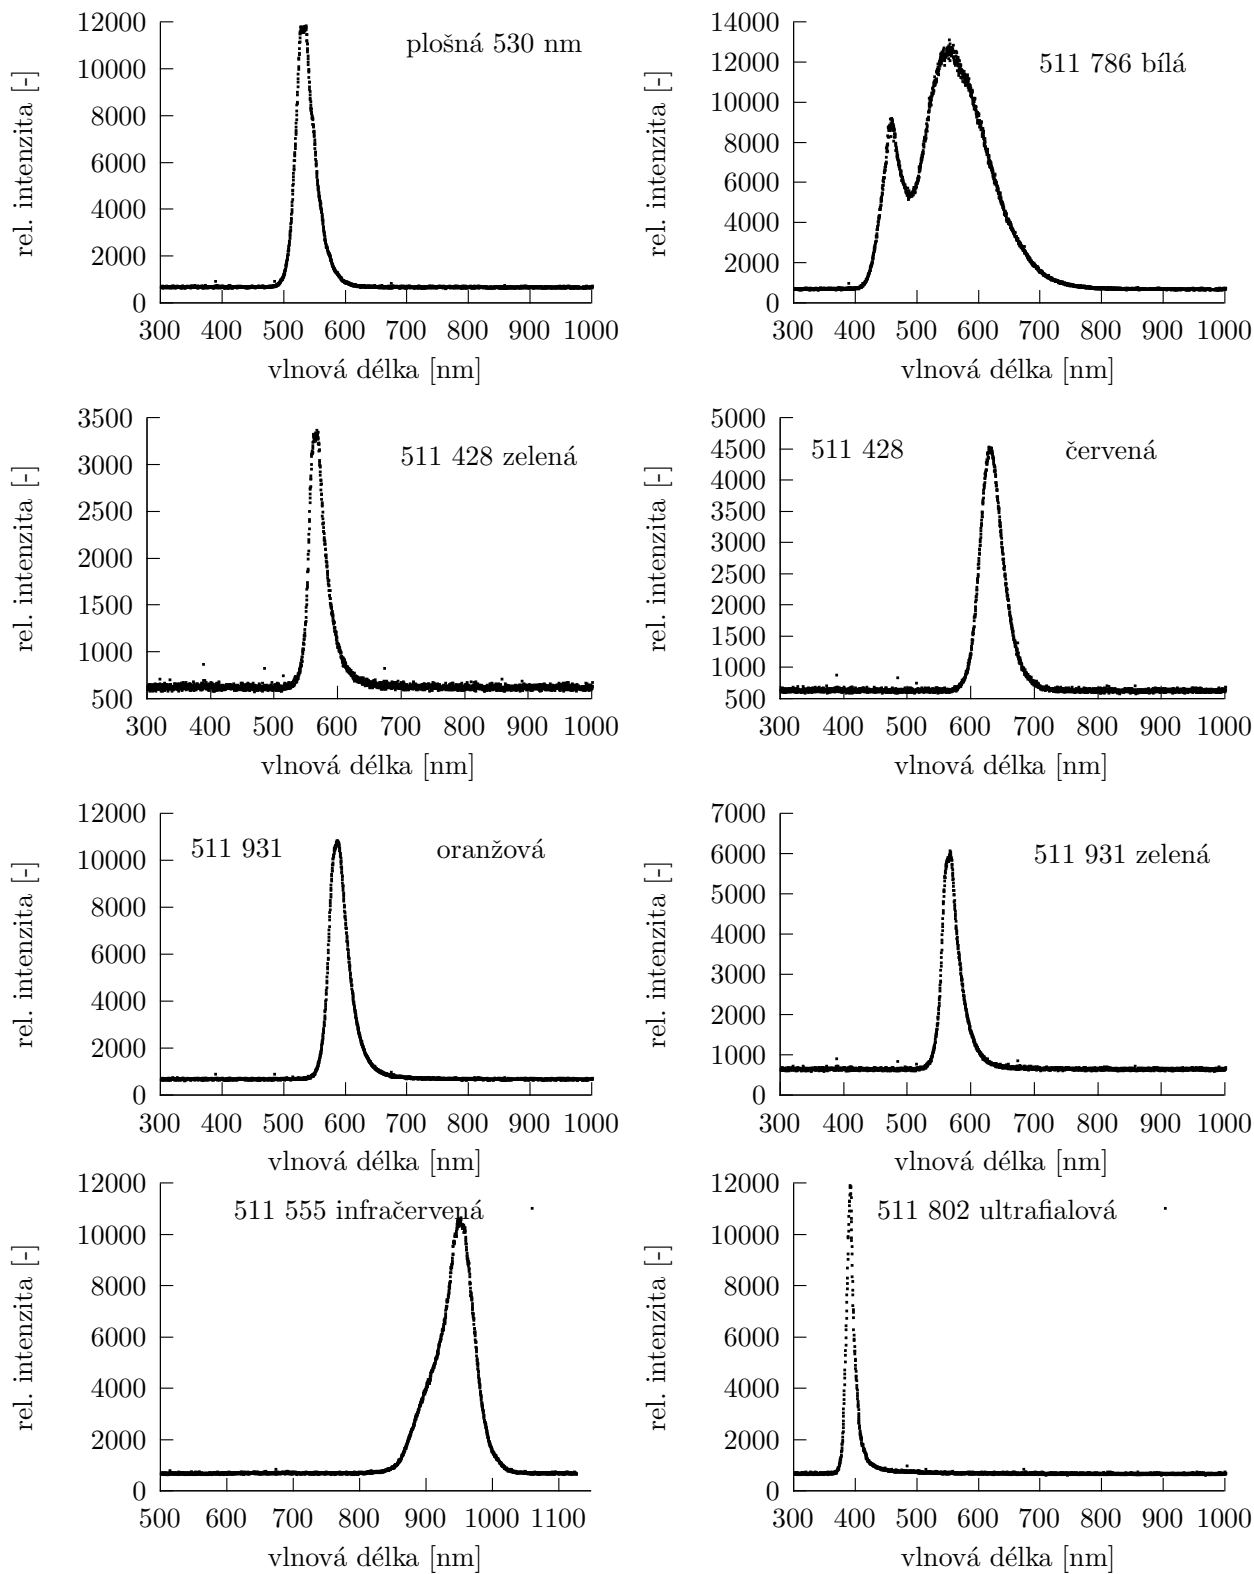 12000
10000
8000
6000
4000
2000
0
300 400 500 600 700 800 900 1000
rel. intenzita [-]
vlnová délka [nm]
plošná 530 nm
14000
12000
10000
8000
6000
4000
2000
0
300 400 500 600 700 800 900 1000
rel. intenzita [-]
vlnová délka [nm]
511 786 bílá
3500
3000
2500
2000
1500
1000
500
300 400 500 600 700 800 900 1000
rel. intenzita [-]
vlnová délka [nm]
511 428 zelená
5000
4500
4000
3500
3000
2500
2000
1500
1000
500
300 400 500 600 700 800 900 1000
rel. intenzita [-]
vlnová délka [nm]
511 428 červená
12000
10000
8000
6000
4000
2000
0
300 400 500 600 700 800 900 1000
rel. intenzita [-]
vlnová délka [nm]
511 931 oranžová
7000
6000
5000
4000
3000
2000
1000
0
300 400 500 600 700 800 900 1000
rel. intenzita [-]
vlnová délka [nm]
511 931 zelená
12000
10000
8000
6000
4000
2000
0
500 600 700 800 900 1000 1100
rel. intenzita [-]
vlnová délka [nm]
511 555 infračervená
12000
10000
8000
6000
4000
2000
0
300 400 500 600 700 800 900 1000
rel. intenzita [-]
vlnová délka [nm]
511 802 ultrafialová